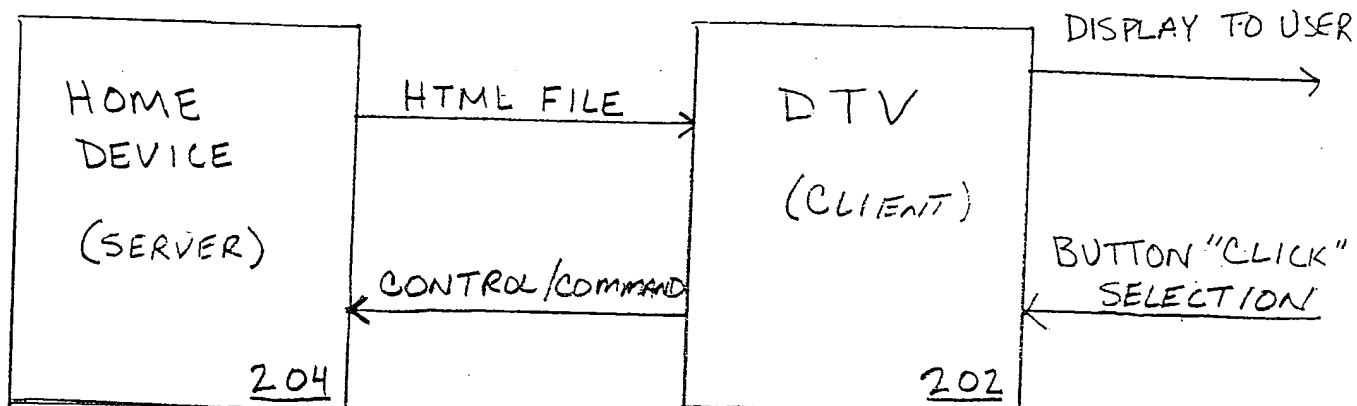 HOME
DEVICE
(SERVER)
204
HTML FILE
CONTROL/COMMAND
DTV
(CLIENT)
202
DISPLAY TO USER
BUTTON "CLICK"
SELECTION